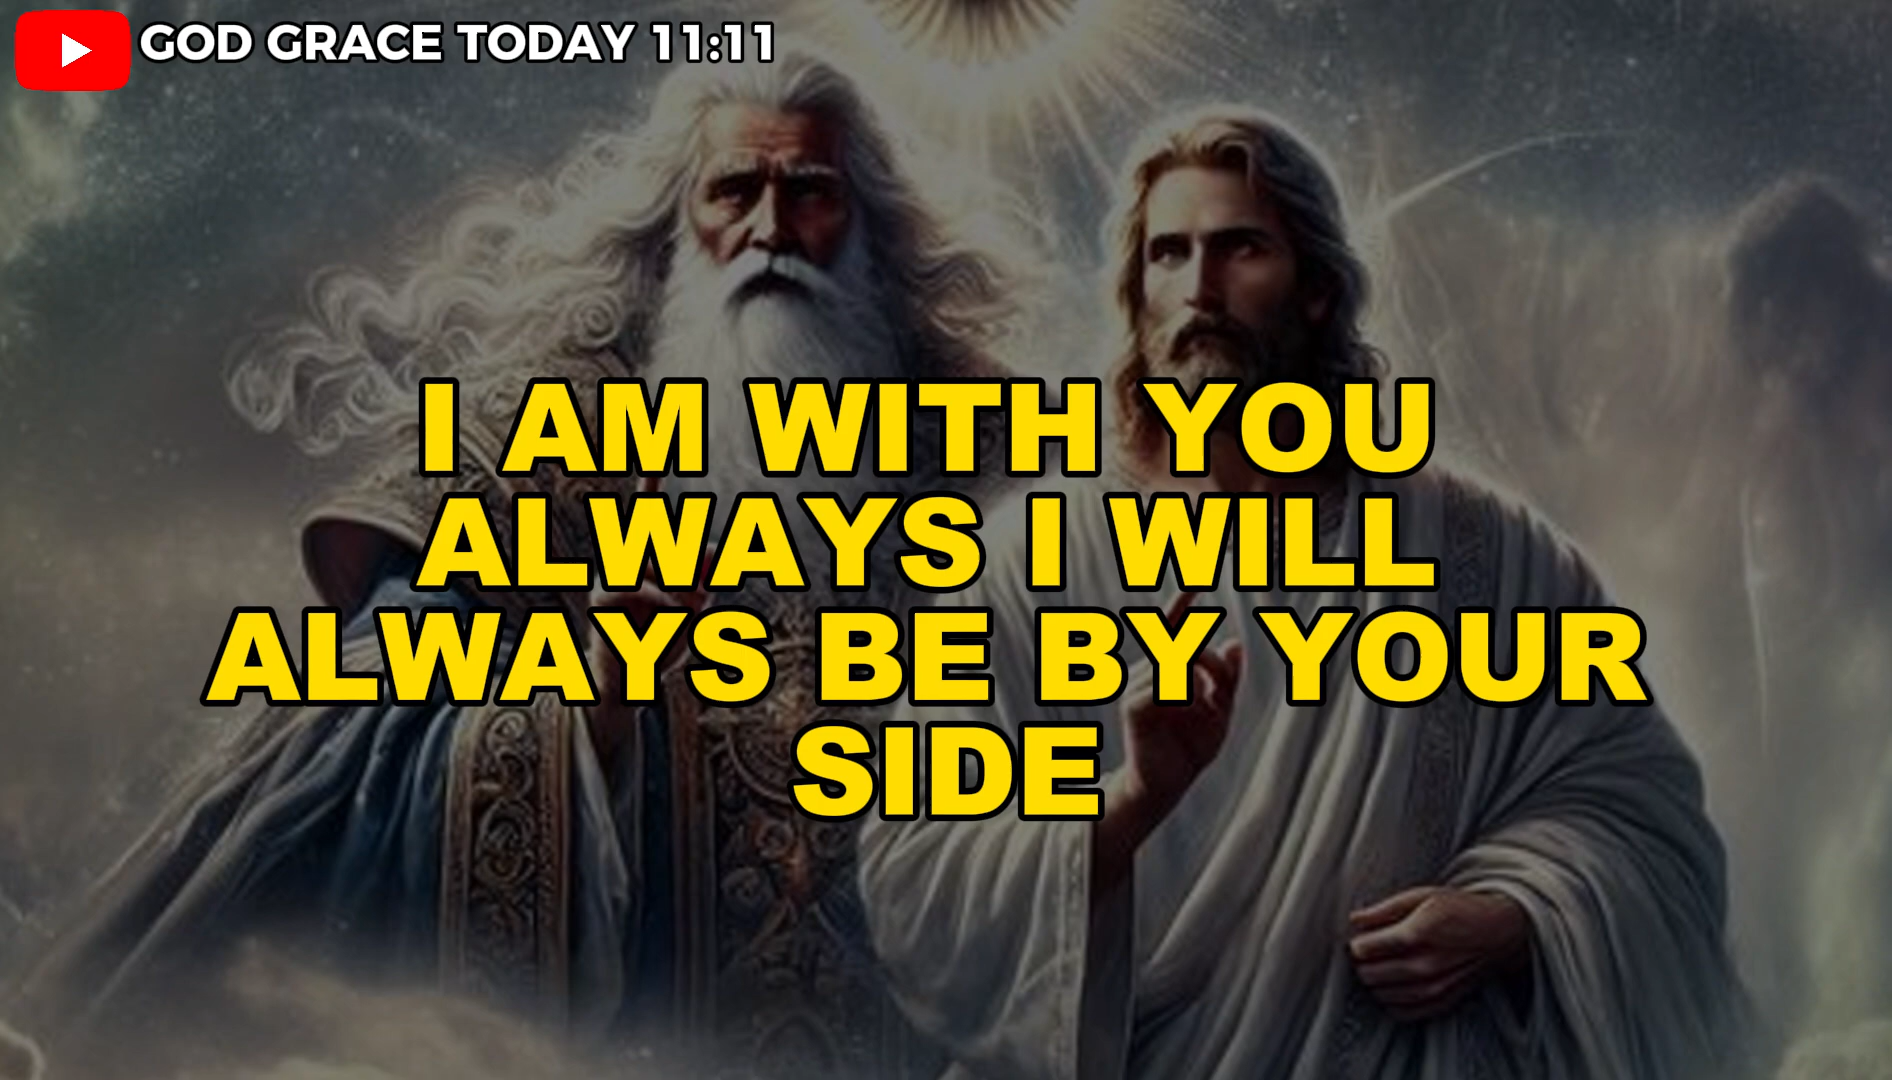 GOD GRACE TODAY 11:11
I AM WITH YOU
ALWAYS I WILL
ALWAYS BE BY YOUR
SIDE